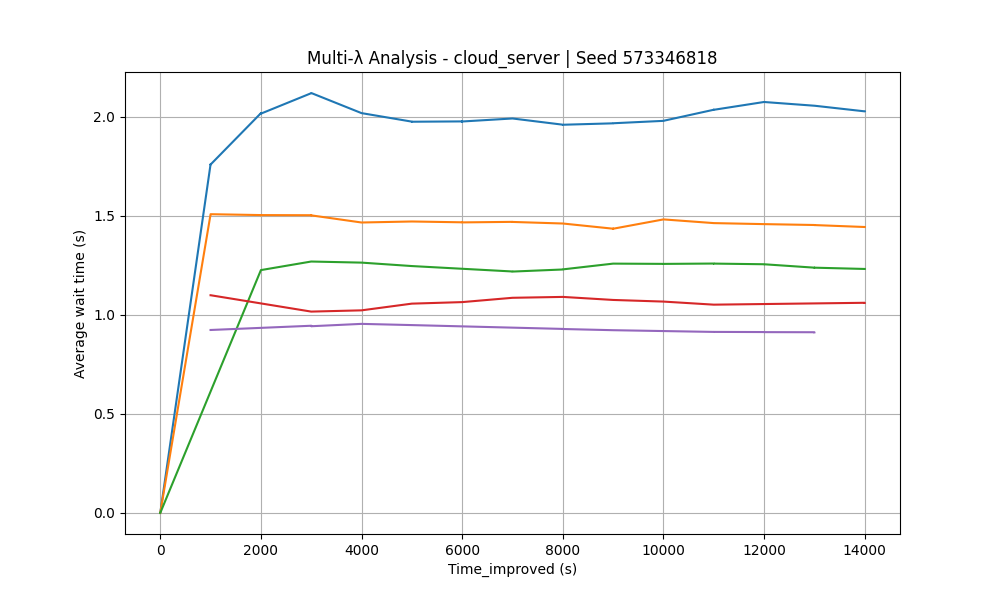 Multi-λ Analysis - cloud_server | Seed 573346818
Average wait time (s)
2.0
1.5
1.0
0.5
0.0
0 2000 4000 6000 8000 10000 12000 14000
Time_improved (s)